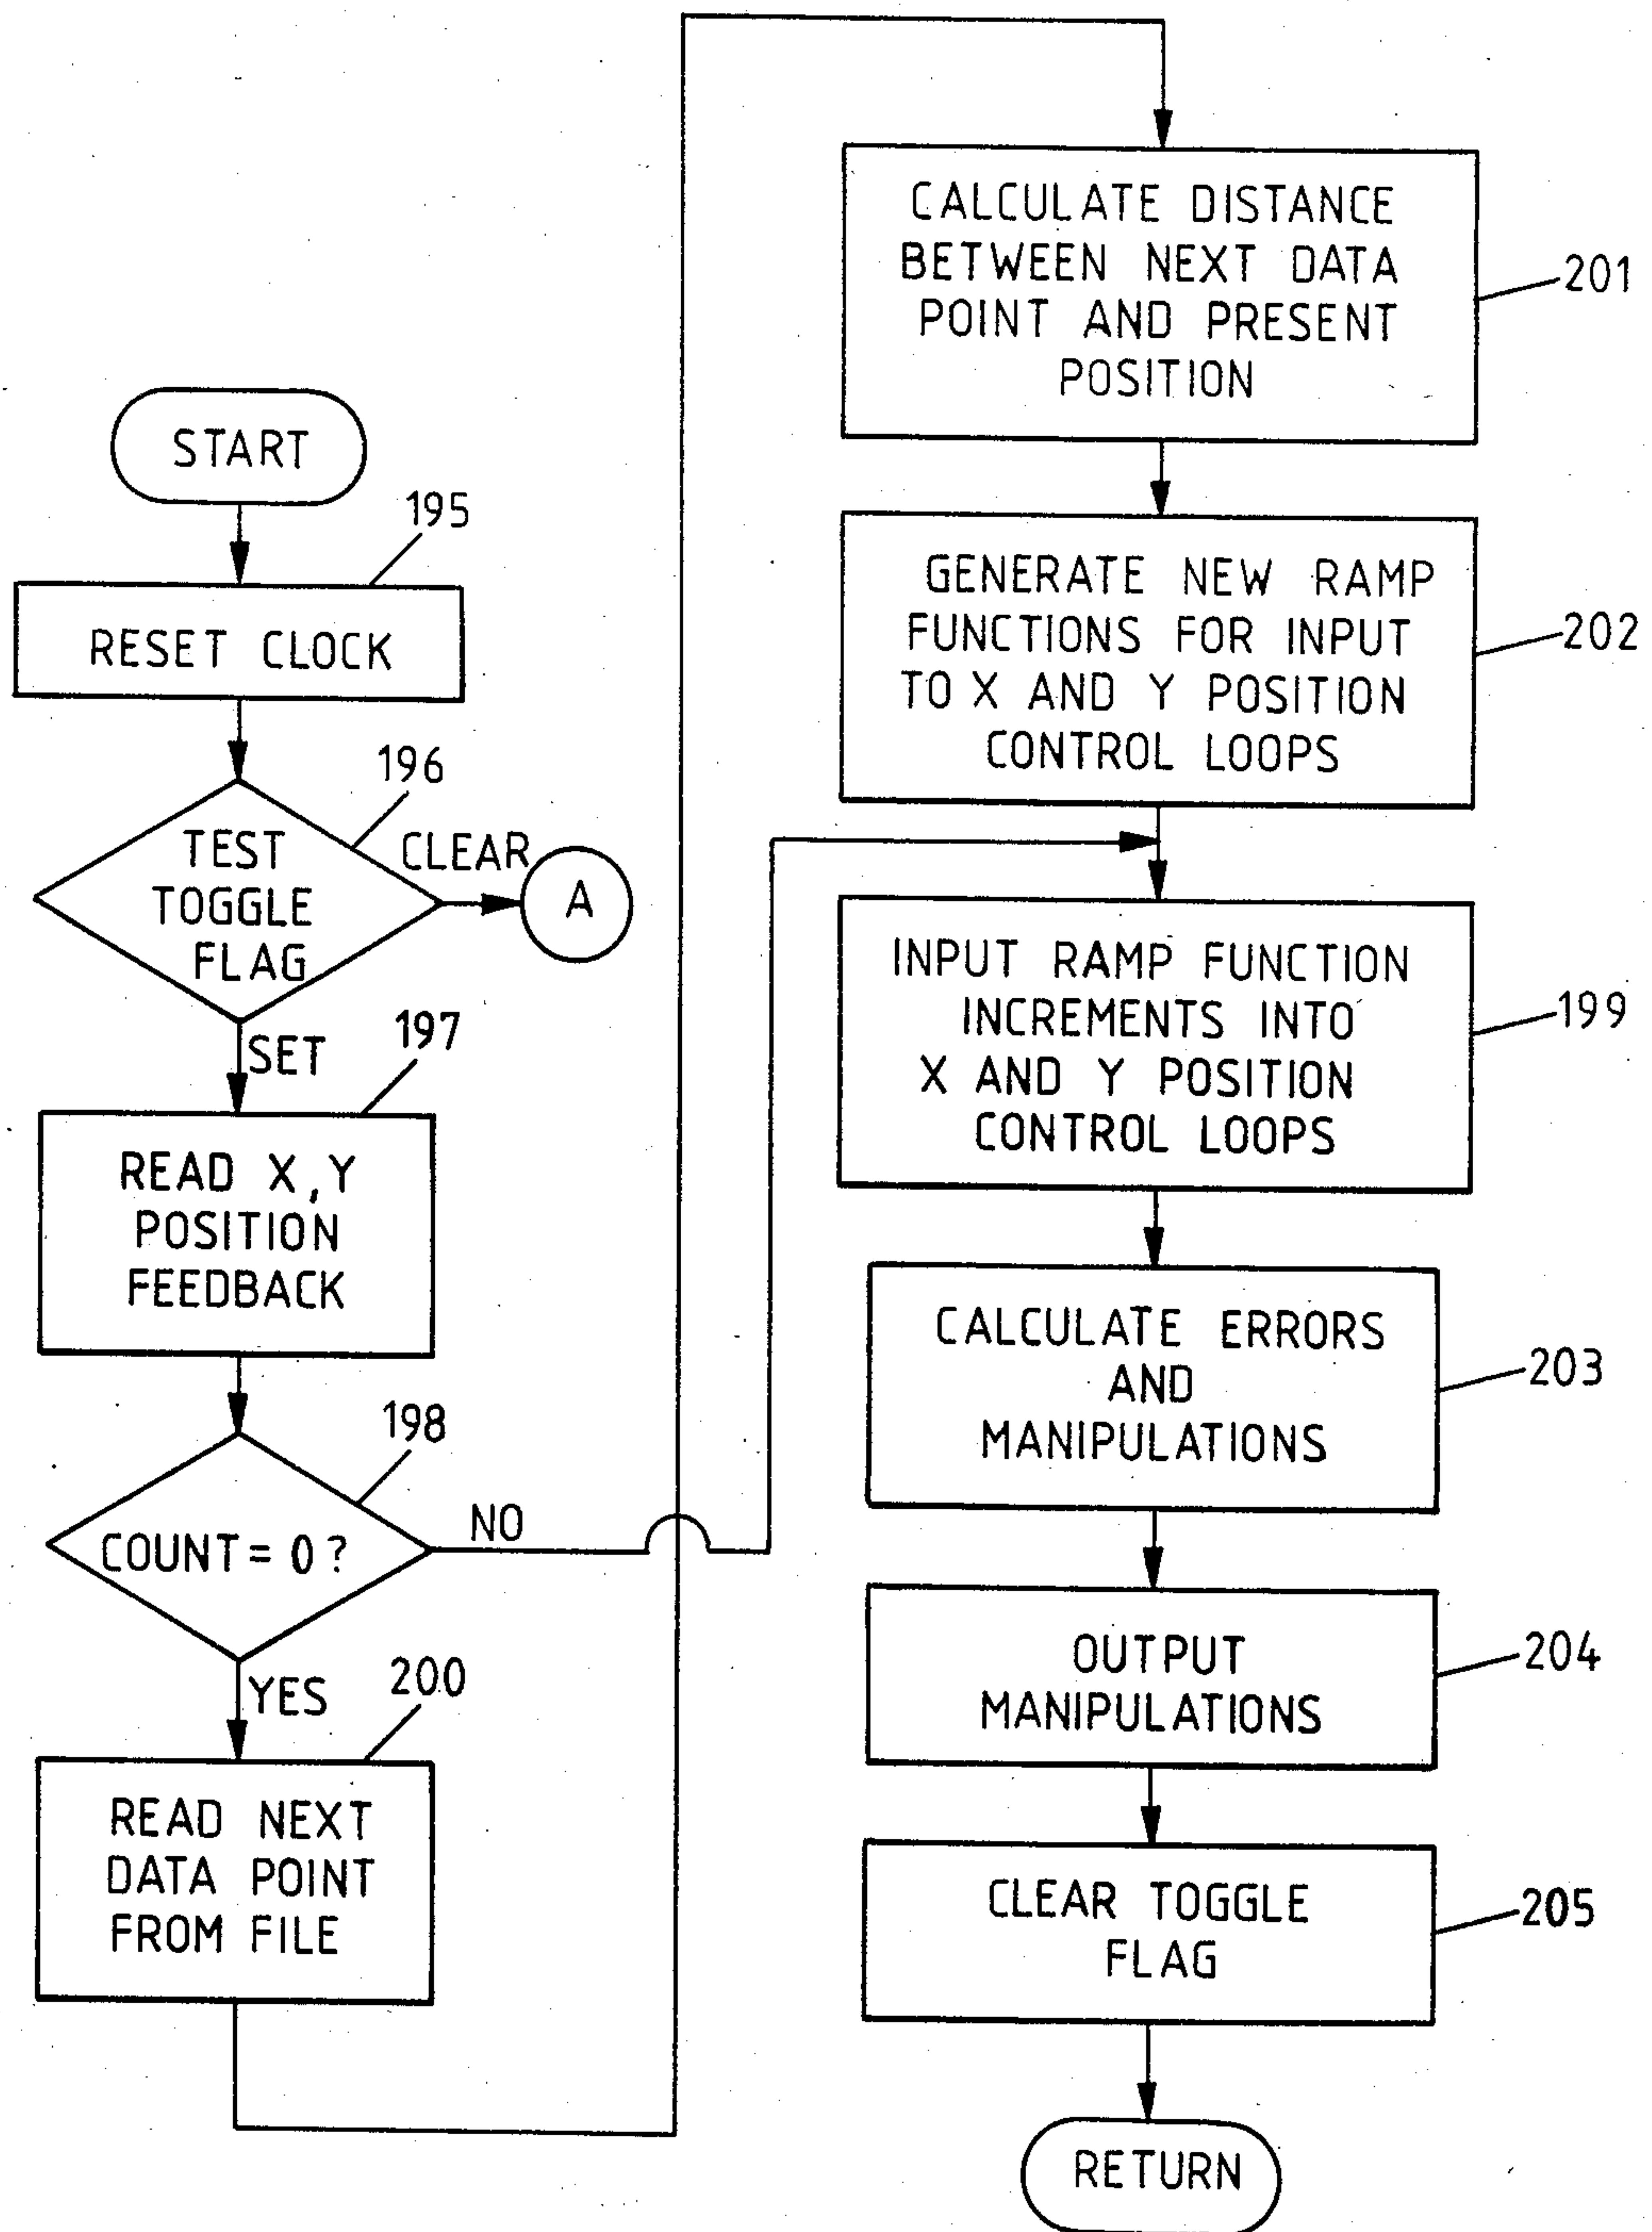 START
195
RESET CLOCK
196
TEST
TOGGLE
FLAG
CLEAR
A
SET
197
READ X,Y
POSITION
FEEDBACK
198
COUNT = 0 ?
NO
YES
200
READ NEXT
DATA POINT
FROM FILE
CALCULATE DISTANCE
BETWEEN NEXT DATA
POINT AND PRESENT
POSITION
201
GENERATE NEW RAMP
FUNCTIONS FOR INPUT
TO X AND Y POSITION
CONTROL LOOPS
202
INPUT RAMP FUNCTION
INCREMENTS INTO
X AND Y POSITION
CONTROL LOOPS
199
CALCULATE ERRORS
AND
MANIPULATIONS
203
OUTPUT
MANIPULATIONS
204
CLEAR TOGGLE
FLAG
205
RETURN